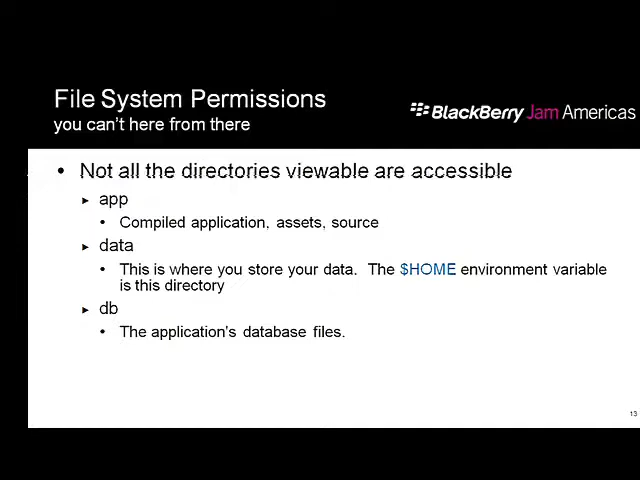 File System Permissions
you can't here from there
BlackBerry Jam Americas
• Not all the directories viewable are accessible
► app
• Compiled application, assets, source
► data
• This is where you store your data. The $HOME environment variable
is this directory
► db
• The application's database files.
13